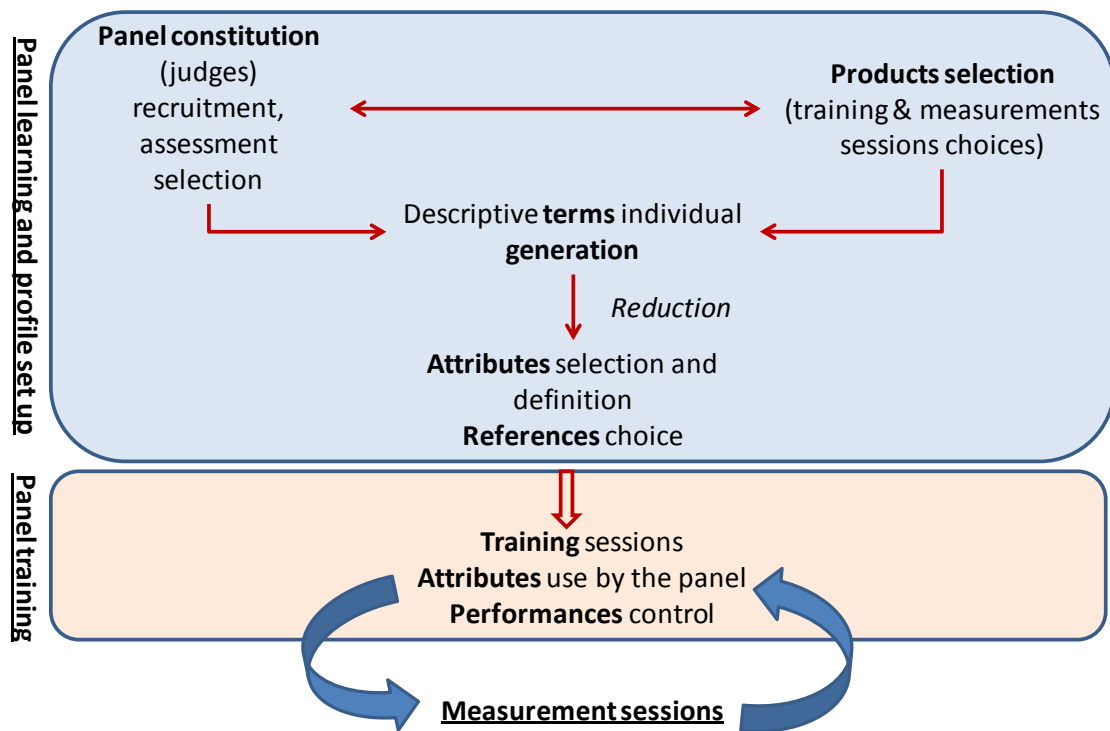 Panel learning and profile set up
Panel constitution
(judges)
recruitment,
assessment
selection
Products selection
(training & measurements
sessions choices)
Descriptive terms individual
generation
Reduction
Attributes selection and
definition
References choice
Panel training
Training sessions
Attributes use by the panel
Performances control
Measurement sessions